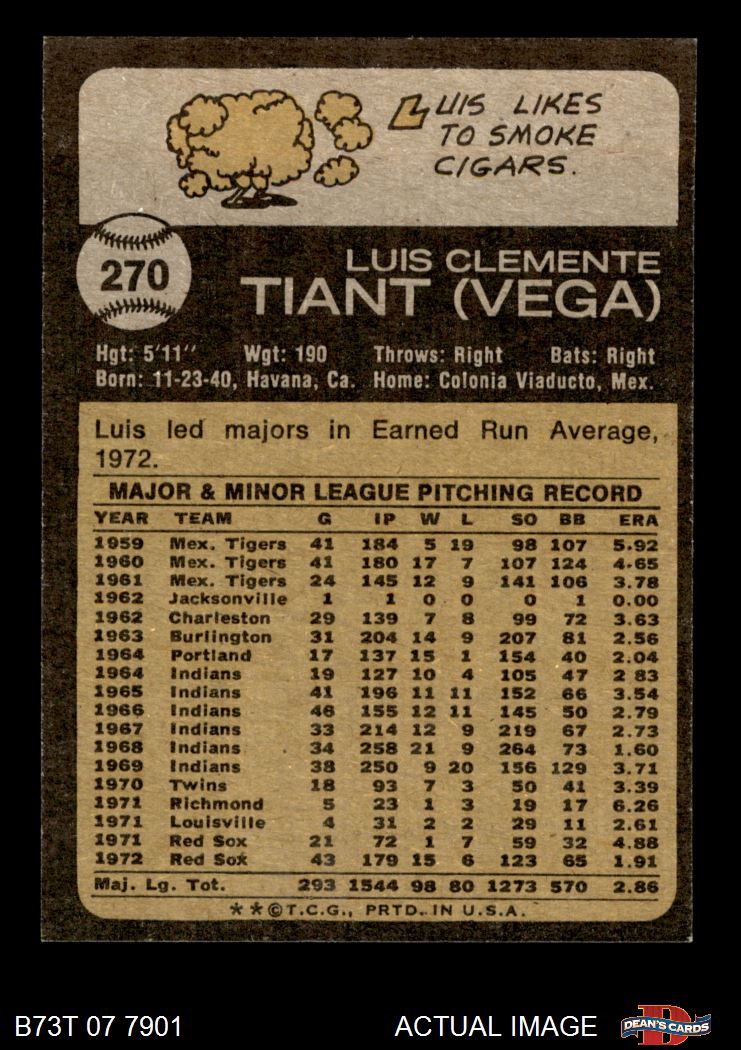 LUIS LIKES
TO SMOKE
CIGARS.
270
LUIS CLEMENTE
TIANT (VEGA)
Hgt: 5'11" Wgt: 190 Throws: Right Bats: Right
Born: 11-23-40, Havana, Ca. Home: Colonia Viaducto, Mex.
Luis led majors in Earned Run Average,
1972.
MAJOR & MINOR LEAGUE PITCHING RECORD
YEAR TEAM G IP W L SO BB ERA
1959 Mex. Tigers 41 184 5 19 98 107 5.92
1960 Mex. Tigers 41 180 17 7 107 124 4.65
1961 Mex. Tigers 24 145 12 9 141 106 3.78
1962 Jacksonville 1 1 0 0 0 1 0.00
1962 Charleston 29 139 7 8 99 72 3.63
1963 Burlington 31 204 14 9 207 81 2.56
1964 Portland 17 137 15 1 154 40 2.04
1964 Indians 19 127 10 4 105 47 2 83
1965 Indians 41 196 11 11 152 66 3.54
1966 Indians 46 155 12 11 145 50 2.79
1967 Indians 33 214 12 9 219 67 2.73
1968 Indians 34 258 21 9 264 73 1.60
1969 Indians 38 250 9 20 156 129 3.71
1970 Twins 18 93 7 3 50 41 3.39
1971 Richmond 5 23 1 3 19 17 6.26
1971 Louisville 4 31 2 2 29 11 2.61
1971 Red Sox 21 72 1 7 59 32 4.88
1972 Red Sox 43 179 15 6 123 65 1.91
Maj. Lg. Tot. 293 1544 98 80 1273 570 2.86
**©T.C.G., PRTD. IN U.S.A.
B73T 07 7901 ACTUAL IMAGE
D
DEAN'S CARDS